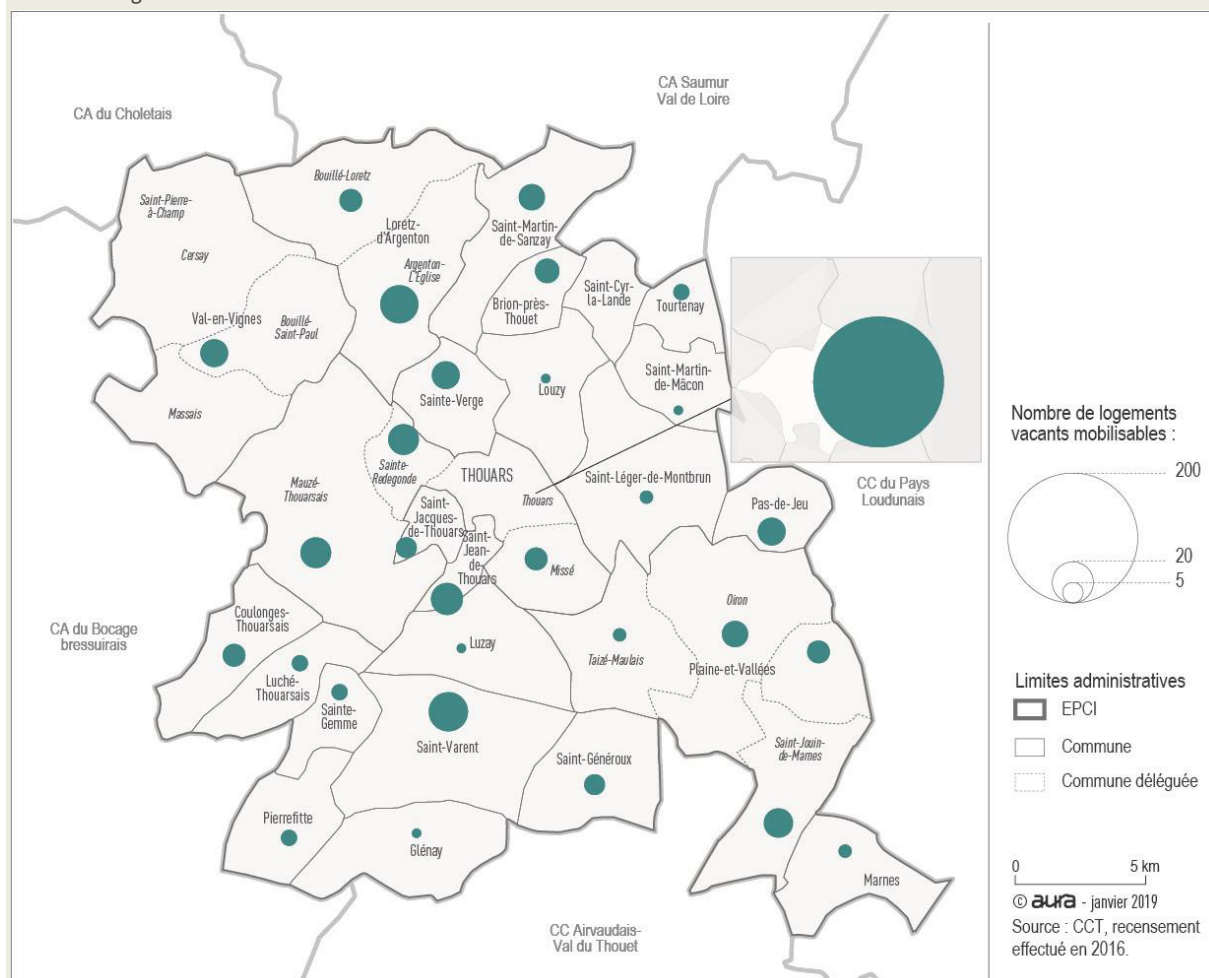 CA du Choletais
CA Saumur
Val de Loire
Saint-Pierre-
à-Champ
Cersay
Bouillé-Loretz
Loretz-
d'Argenton
Argenton-
L'Eglise
Saint-Martin-
de-Sanzay
Brion-près-
Thouet
Saint-Cyr-
la-Lande
Tourtenay
Val-en-Vignes
Bouillé-
Saint-Paul
Massais
Sainte-Verge
Louzy
Saint-Martin-
de-Mâcon
Mauzé-
Thouarsais
Sainte-
Redegonde
THOUARS
Thouars
Saint-Léger-de-Montbrun
CC du Pays
Loudunais
Pas-de-Jeu
Saint-
Jacques-
de-Thouars
Saint-
Jean-
de-
Thouars
Missé
Oiron
CA du Bocage
bressuirais
Coulonges-
Thouarsais
Luzay
Taizé-Maulais
Plaine-et-Vallées
Luché-
Thouarsais
Sainte-
Gemme
Saint-Varent
Saint-Généroux
Saint-Jouin-
de-Marnes
Pierrefitte
Glénay
Marnes
CC Airvaudais-
Val du Thouet
Nombre de logements
vacants mobilisables :
200
20
5
Limites administratives
EPCI
Commune
Commune déléguée
0 5 km
© aura - janvier 2019
Source : CCT, recensement
effectué en 2016.